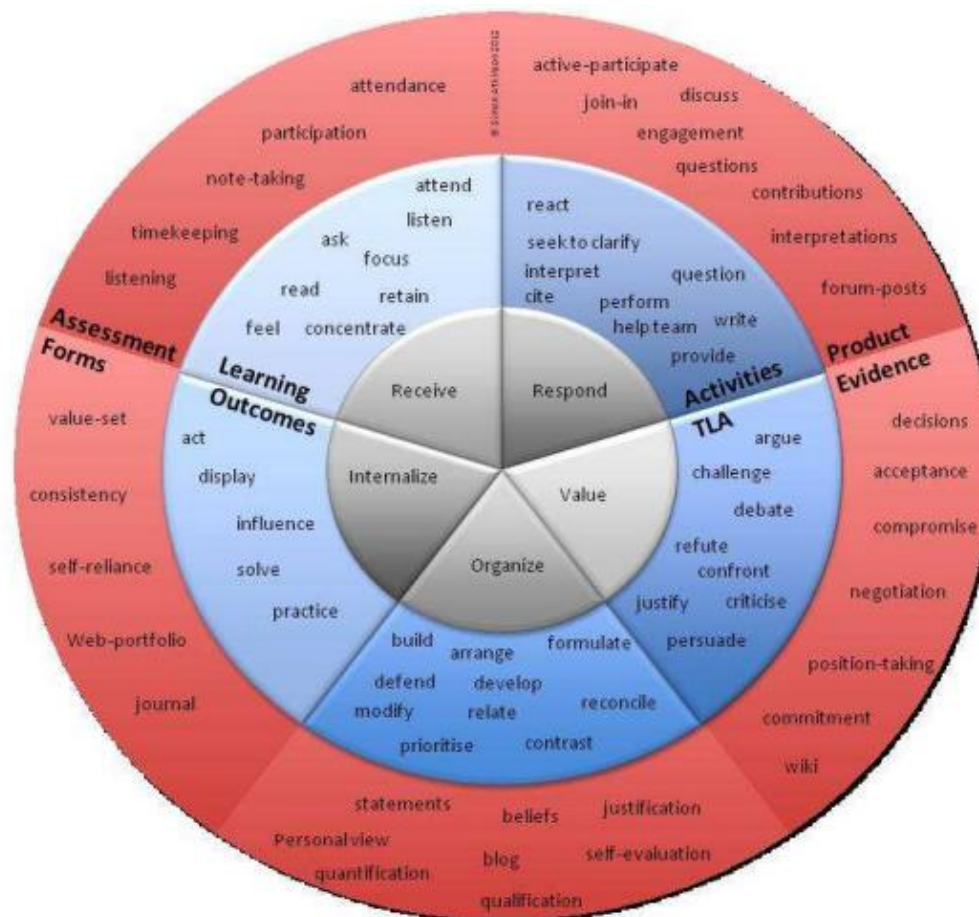 © Simon Atkinson 2012
attendance
participation
note-taking
timekeeping
listening
active-participate
join-in
discuss
engagement
questions
contributions
interpretations
forum-posts
attend
listen
ask
focus
read
retain
feel
concentrate
react
seek to clarify
interpret
question
cite
perform
help team
write
provide
Assessment
Forms
Learning
Outcomes
Activities
TLA
Product
Evidence
Receive
Respond
Internalize
Value
Organize
value-set
consistency
self-reliance
Web-portfolio
journal
act
display
influence
solve
practice
argue
challenge
debate
refute
confront
justify
criticise
persuade
decisions
acceptance
compromise
negotiation
position-taking
commitment
wiki
build
arrange
formulate
defend
develop
modify
relate
reconcile
prioritise
contrast
statements
beliefs
justification
Personal view
blog
self-evaluation
quantification
qualification